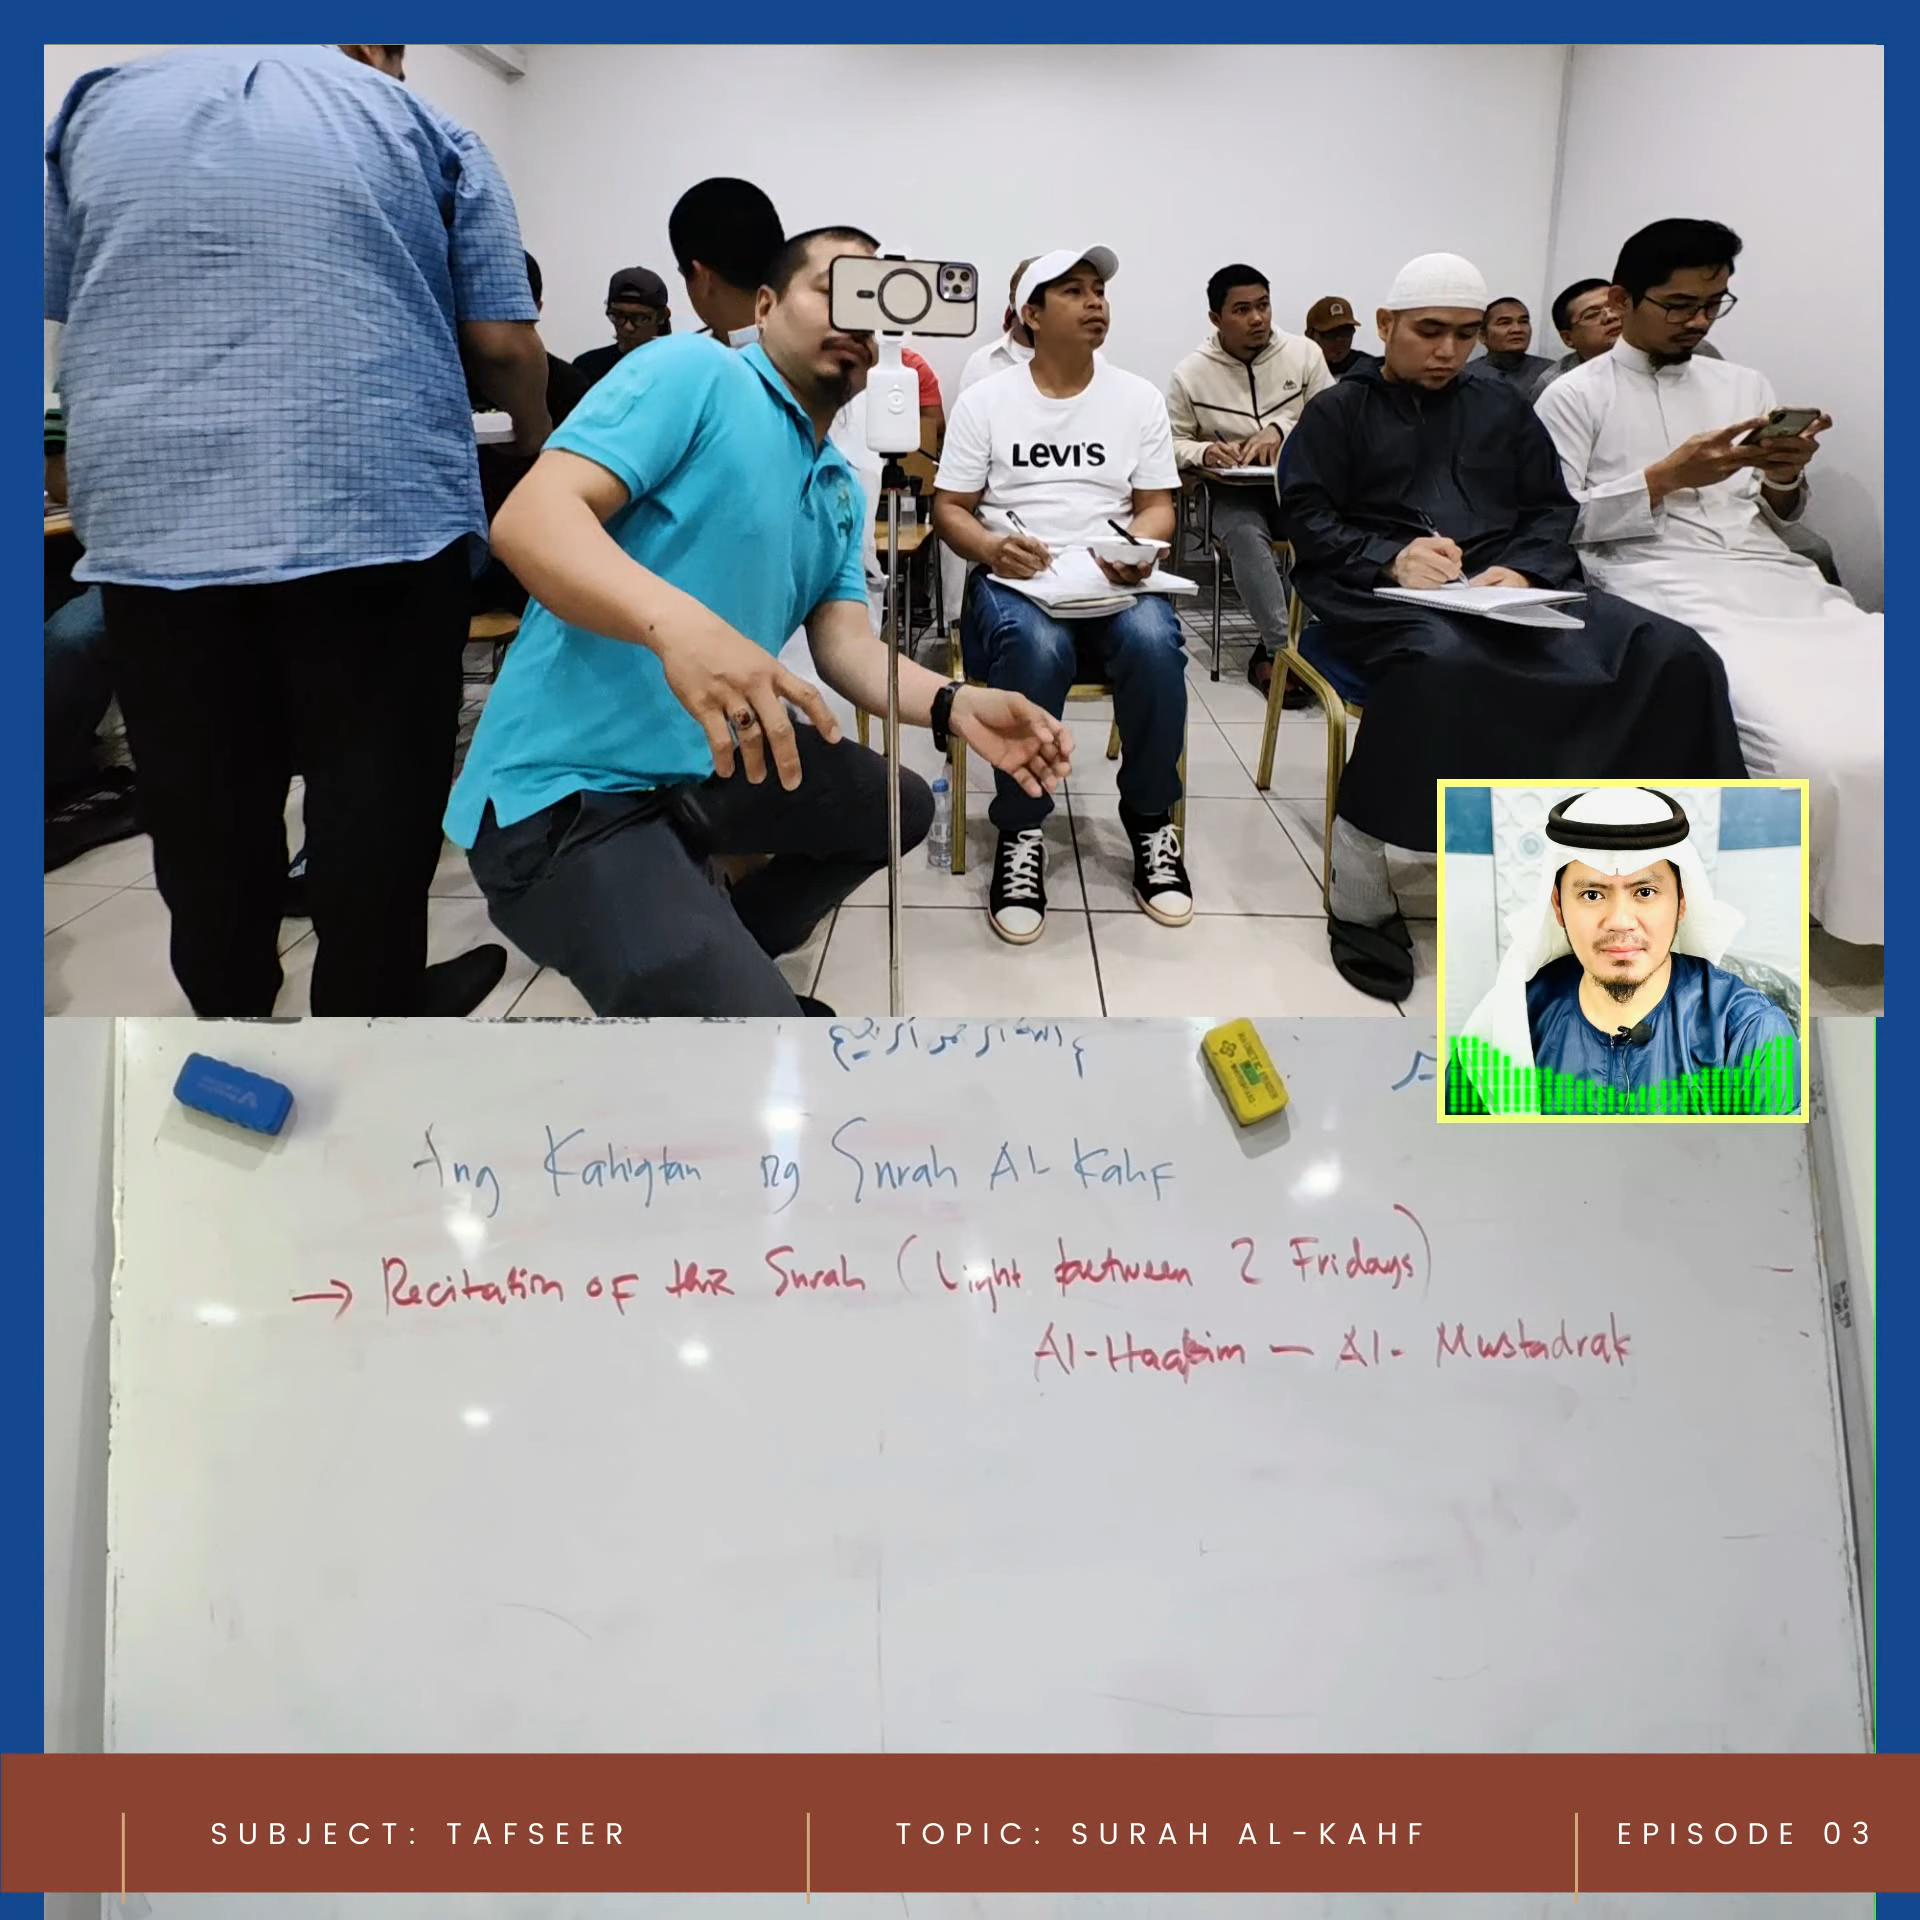 Levi's
Ang Kahigtan ng Surah Al-Kahf
→ Recitation of this Surah (Light between 2 Fridays)
Al-Haakim — Al-Mustadrak
SUBJECT: TAFSEER
TOPIC: SURAH AL-KAHF
EPISODE 03